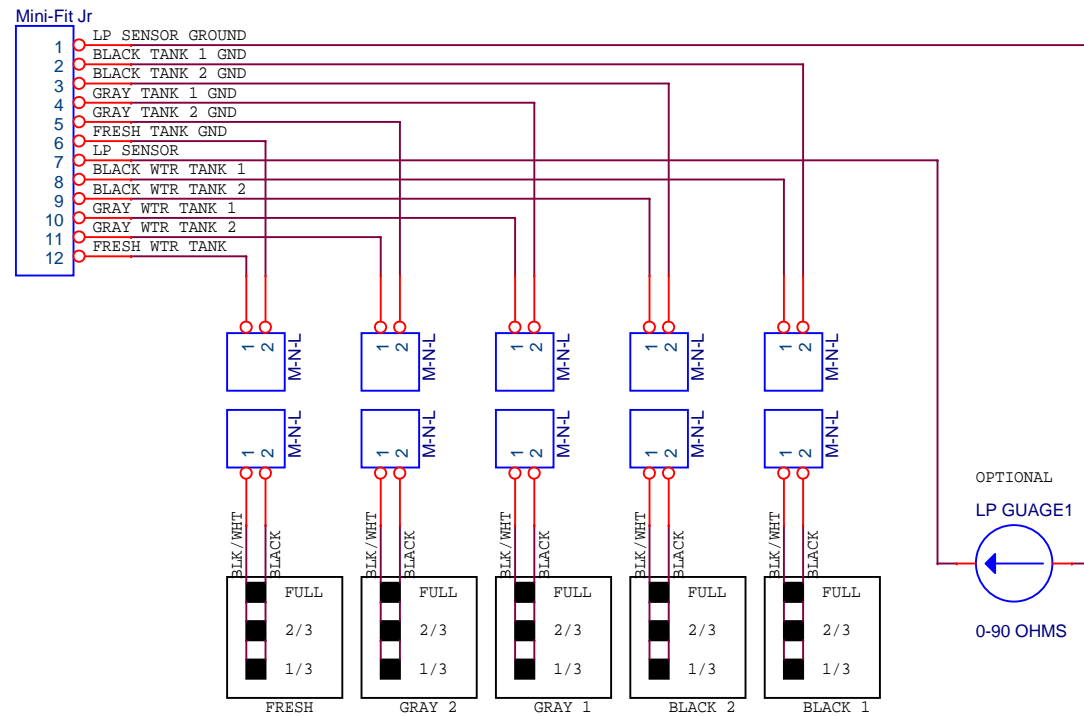 Mini-Fit Jr
1 LP SENSOR GROUND
2 BLACK TANK 1 GND
3 BLACK TANK 2 GND
4 GRAY TANK 1 GND
5 GRAY TANK 2 GND
6 FRESH TANK GND
7 LP SENSOR
8 BLACK WTR TANK 1
9 BLACK WTR TANK 2
10 GRAY WTR TANK 1
11 GRAY WTR TANK 2
12 FRESH WTR TANK
1 2 M-N-L 1 2 M-N-L 1 2 M-N-L 1 2 M-N-L 1 2 M-N-L
1 2 M-N-L 1 2 M-N-L 1 2 M-N-L 1 2 M-N-L 1 2 M-N-L
OPTIONAL
LP GUAGE1
0-90 OHMS
BLK/WHT BLACK BLK/WHT BLACK BLK/WHT BLACK BLK/WHT BLACK BLK/WHT BLACK
FULL FULL FULL FULL FULL
2/3 2/3 2/3 2/3 2/3
1/3 1/3 1/3 1/3 1/3
FRESH GRAY 2 GRAY 1 BLACK 2 BLACK 1